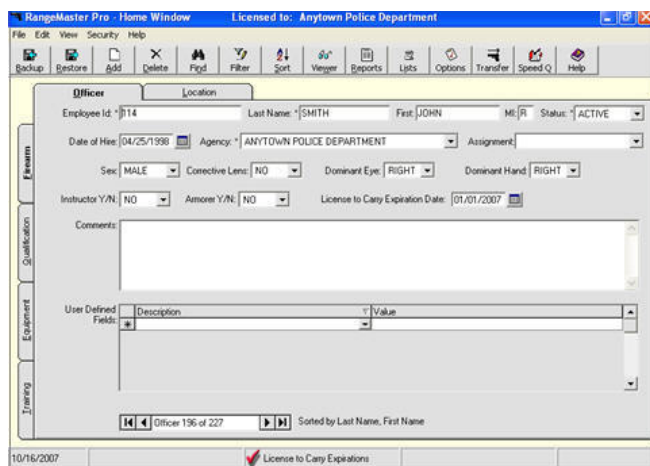 RangeMaster Pro - Home Window Licensed to: Anytown Police Department
File Edit View Security Help
Backup Restore Add Delete Find Filter Sort Viewer Reports Lists Options Transfer Speed Q Help
Officer Location
Employee Id: * 114 Last Name: * SMITH First: JOHN MI: R Status: * ACTIVE
Date of Hire: 04/25/1998 Agency: * ANYTOWN POLICE DEPARTMENT Assignment:
Sex: MALE Corrective Lens: NO Dominant Eye: RIGHT Dominant Hand: RIGHT
Instructor Y/N: NO Armorer Y/N: NO License to Carry Expiration Date: 01/01/2007
Comments:
User Defined Fields: Description Value
Firearm
Qualification
Equipment
Training
Officer 196 of 227 Sorted by Last Name, First Name
10/16/2007 License to Carry Expirations